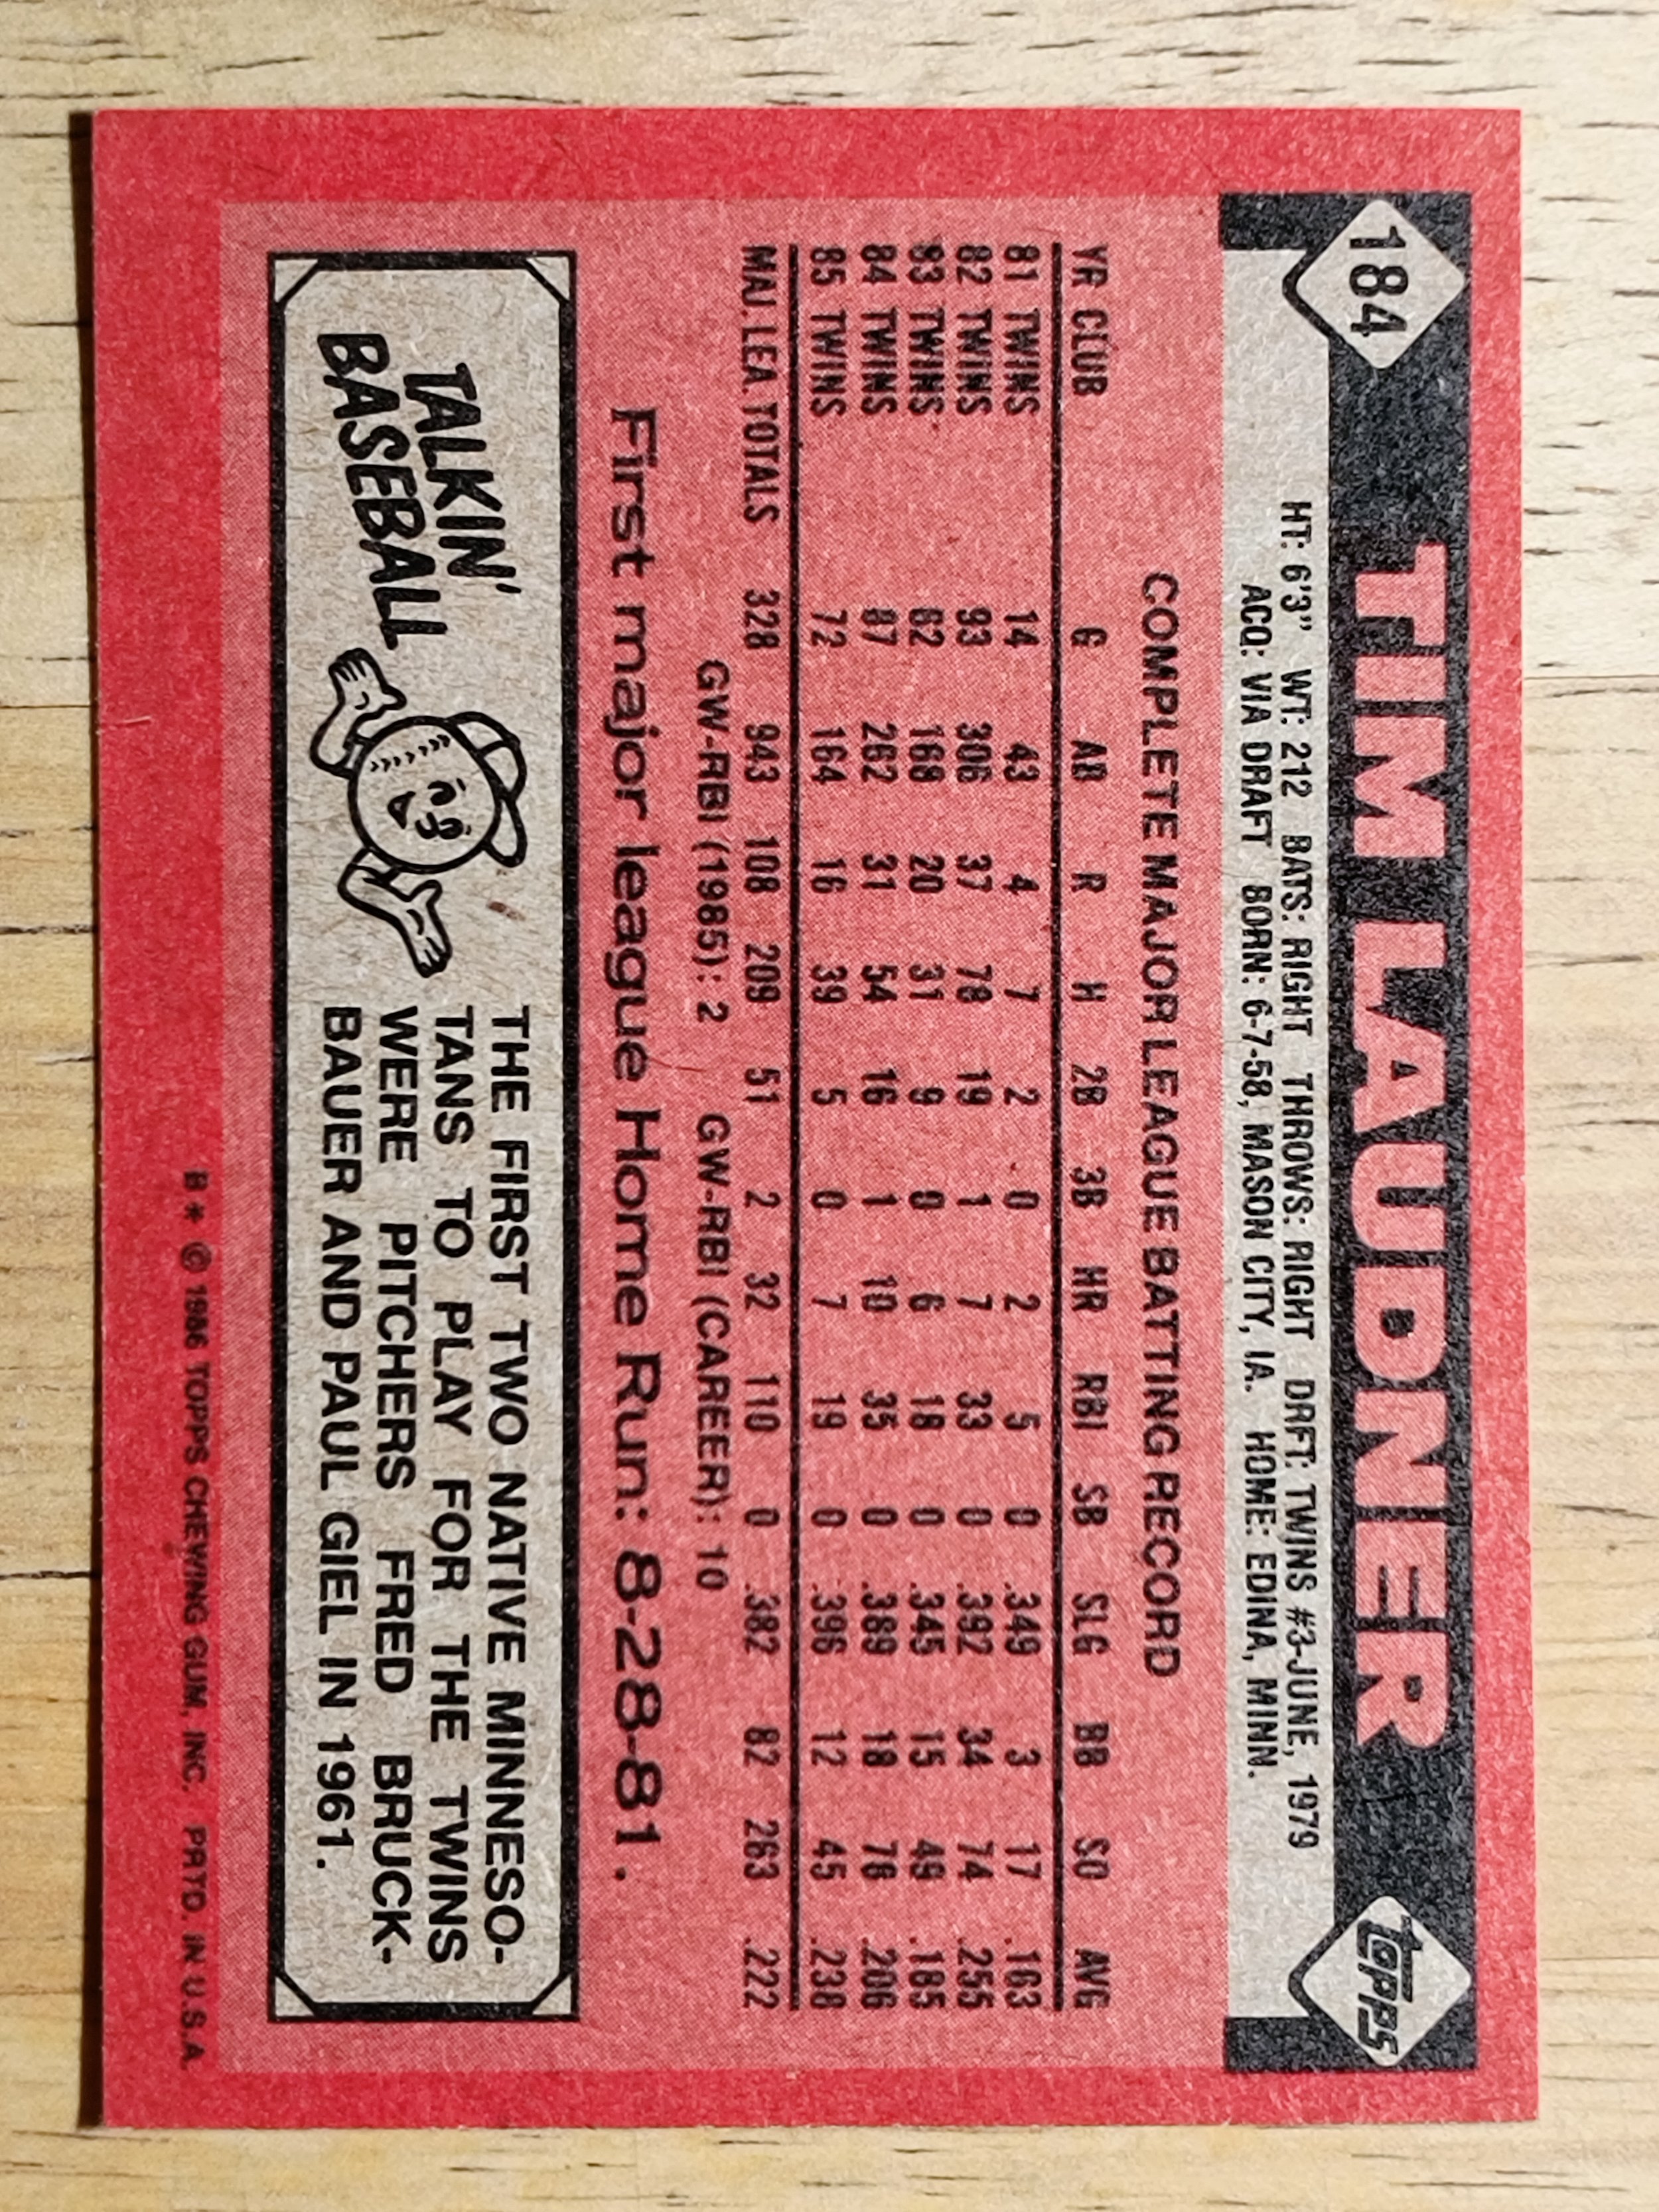 184 TIM LAUDNER topps
HT: 6'3" WT: 212 BATS: RIGHT THROWS: RIGHT DRFT: TWINS #3-JUNE, 1979
ACQ: VIA DRAFT BORN: 6-7-58, MASON CITY, IA. HOME: EDINA, MINN.
COMPLETE MAJOR LEAGUE BATTING RECORD
YR CLUB G AB R H 2B 3B HR RBI SB SLG BB SO AVG
81 TWINS 14 43 4 7 2 0 2 5 0 .349 3 17 .163
82 TWINS 93 306 37 78 19 1 7 33 0 .392 34 74 .255
83 TWINS 62 168 20 31 9 0 6 18 0 .345 15 49 .185
84 TWINS 87 262 31 54 16 1 10 35 0 .389 18 78 .206
85 TWINS 72 164 16 39 5 0 7 19 0 .396 12 45 .238
MAJ. LEA. TOTALS 328 943 108 209 51 2 32 110 0 .382 82 263 .222
GW-RBI (1985): 2 GW-RBI (CAREER): 10
First major league Home Run: 8-28-81.
TALKIN'
BASEBALL
THE FIRST TWO NATIVE MINNESO-
TANS TO PLAY FOR THE TWINS
WERE PITCHERS FRED BRUCK-
BAUER AND PAUL GIEL IN 1961.
B * © 1986 TOPPS CHEWING GUM, INC. PRTD. IN U.S.A.